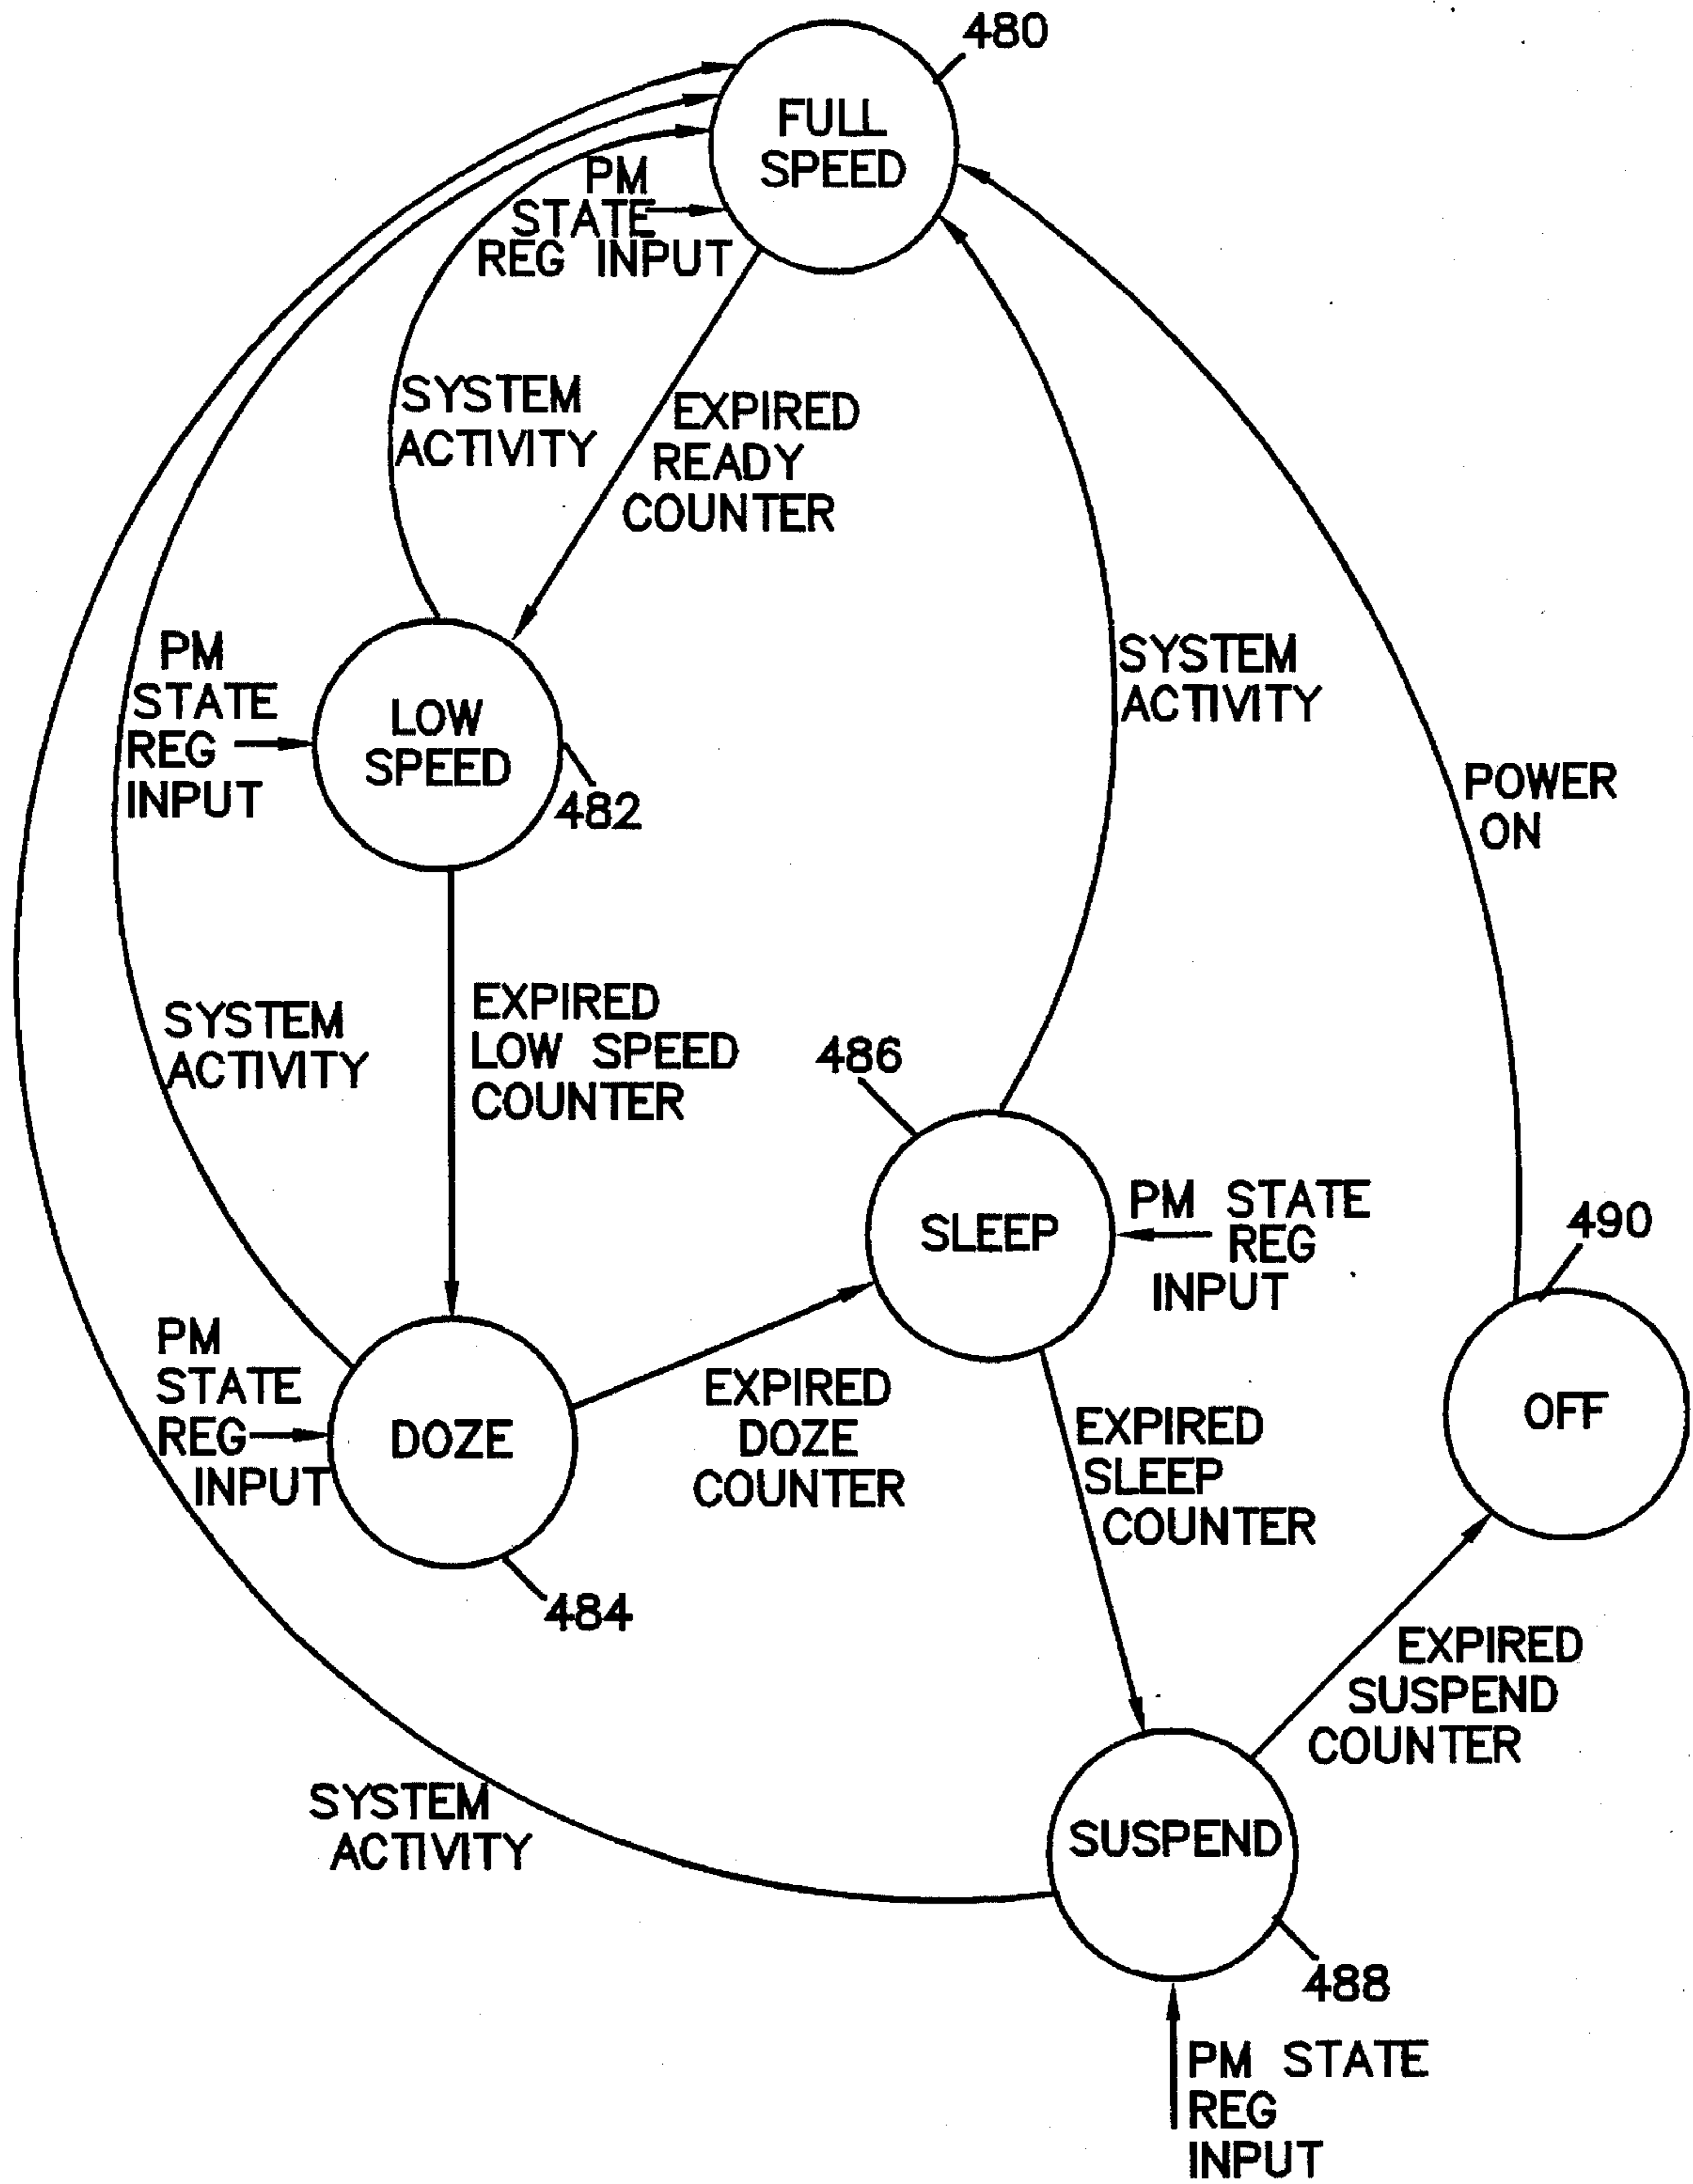 480
FULL
SPEED
PM
STATE
REG INPUT
SYSTEM
ACTIVITY
EXPIRED
READY
COUNTER
PM
STATE
REG
INPUT
LOW
SPEED
482
SYSTEM
ACTIVITY
POWER
ON
SYSTEM
ACTIVITY
EXPIRED
LOW SPEED
COUNTER
486
SLEEP
PM STATE
REG
INPUT
490
OFF
PM
STATE
REG
INPUT
DOZE
484
EXPIRED
DOZE
COUNTER
EXPIRED
SLEEP
COUNTER
EXPIRED
SUSPEND
COUNTER
SYSTEM
ACTIVITY
SUSPEND
488
PM STATE
REG
INPUT